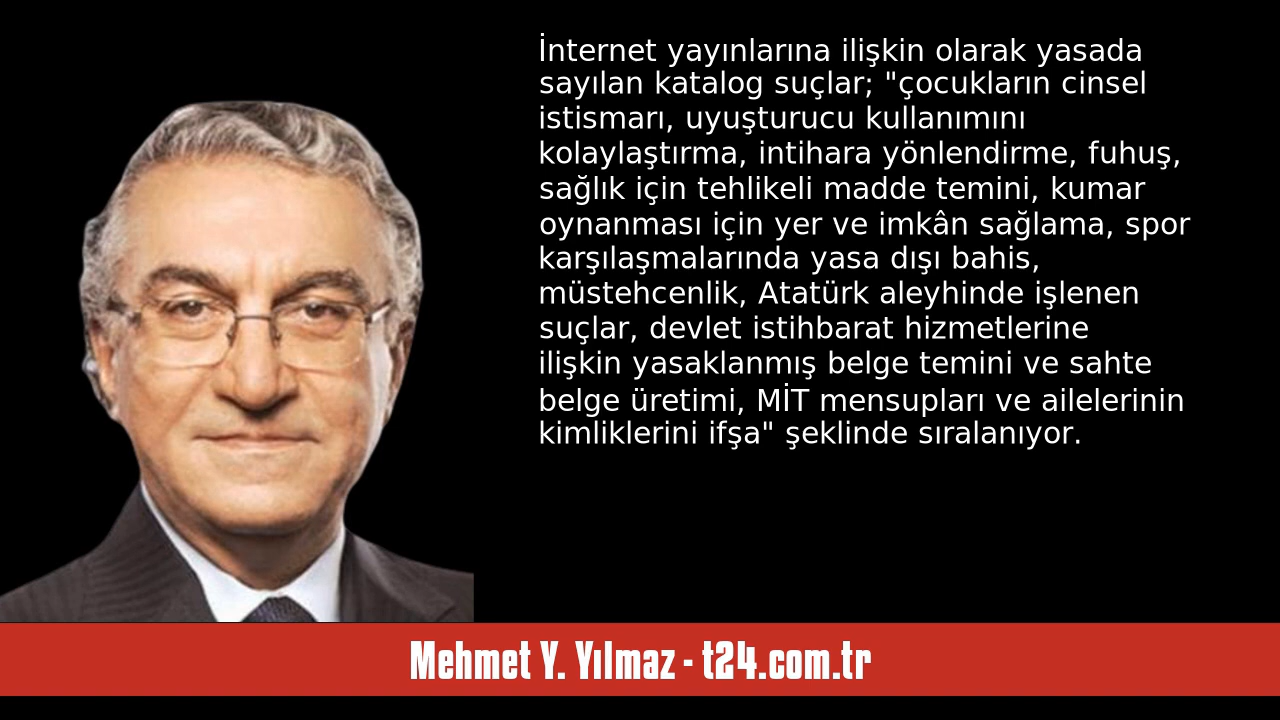 İnternet yayınlarına ilişkin olarak yasada
sayılan katalog suçlar; "çocukların cinsel
istismarı, uyuşturucu kullanımını
kolaylaştırma, intihara yönlendirme, fuhuş,
sağlık için tehlikeli madde temini, kumar
oynanması için yer ve imkân sağlama, spor
karşılaşmalarında yasa dışı bahis,
müstehcenlik, Atatürk aleyhinde işlenen
suçlar, devlet istihbarat hizmetlerine
ilişkin yasaklanmış belge temini ve sahte
belge üretimi, MİT mensupları ve ailelerinin
kimliklerini ifşa" şeklinde sıralanıyor.
Mehmet Y. Yılmaz - t24.com.tr